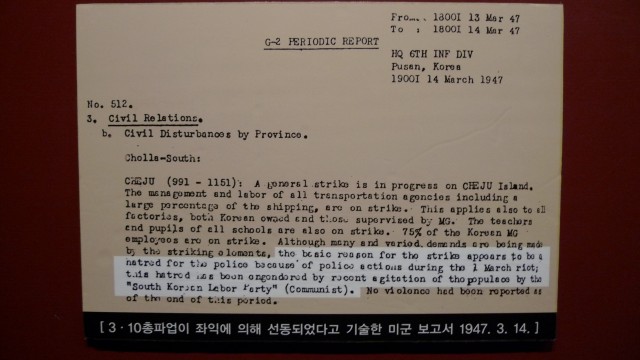 From... 1800I 13 Mar 47
To : 1800I 14 Mar 47
G-2 PERIODIC REPORT
HQ 6TH INF DIV
Pusan, Korea
1900I 14 March 1947
No. 512.
3. Civil Relations.
b. Civil Disturbances by Province.
Cholla-South:
CHEJU (991 - 1151): A general strike is in progress on CHEJU Island.
The management and labor of all transportation agencies including a
large percentage of the shipping, are on strike. This applies also to all
factories, both Korean owned and those supervised by MG. The teachers
and pupils of all schools are also on strike. 75% of the Korean MG
employees are on strike. Although many and varied demands are being made
by the striking elements, the basic reason for the strike appears to be a
hatred for the police because of police actions during the 1 March riot;
this hatred has been engendered by recent agitation of the populace by the
"South Korean Labor Party" (Communist). No violence had been reported as
of the end of this period.
[ 3·10총파업이 좌익에 의해 선동되었다고 기술한 미군 보고서 1947. 3. 14. ]